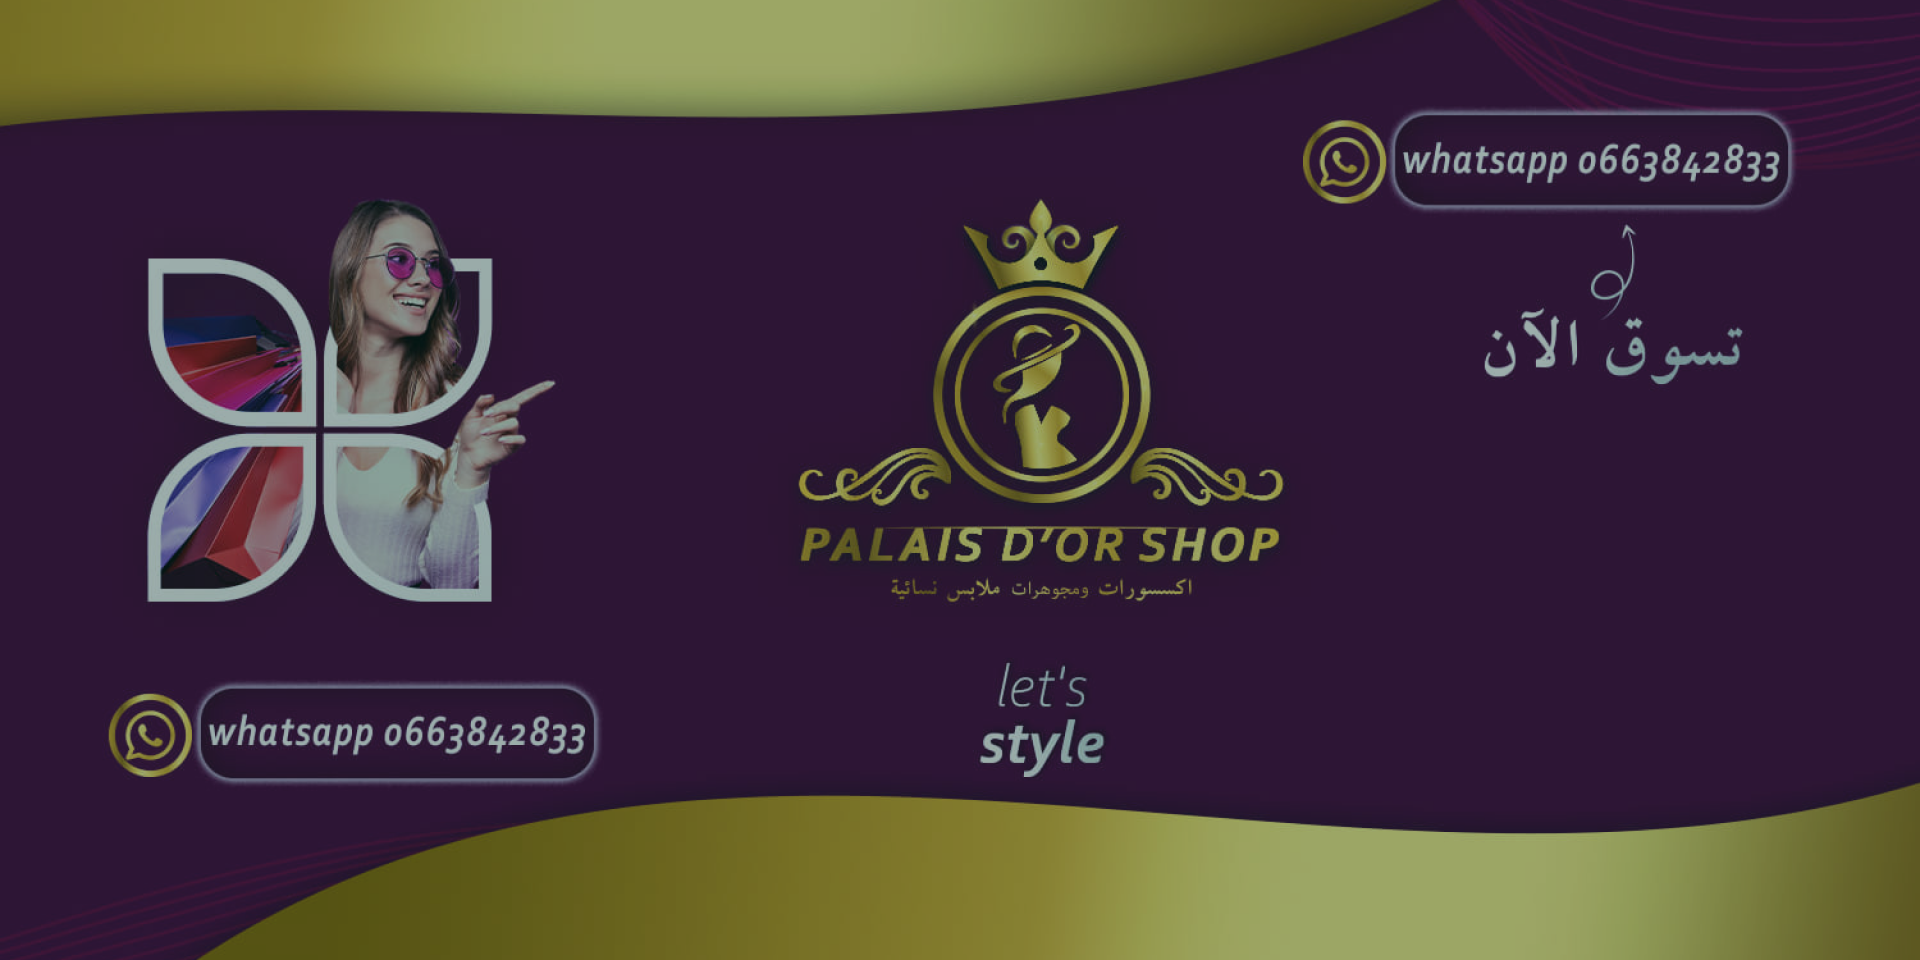 whatsapp 0663842833
تسوق الآن
PALAIS D'OR SHOP
اكسسورات ومجوهرات ملابس نسائية
let's
style
whatsapp 0663842833